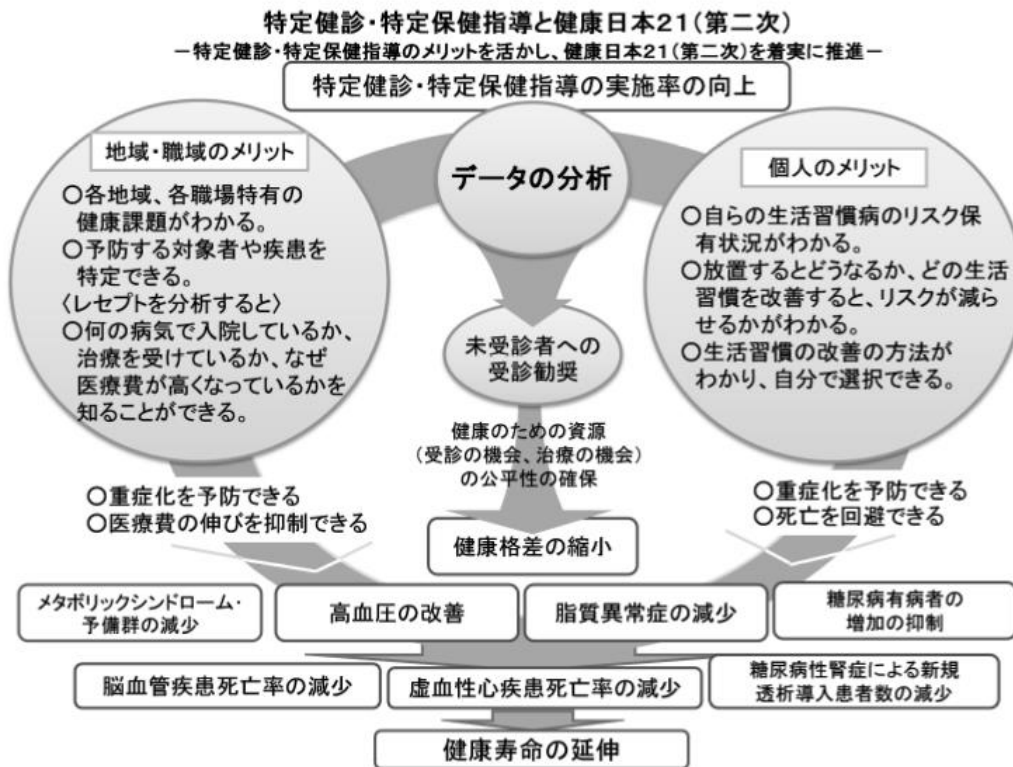 特定健診・特定保健指導と健康日本21(第二次)
－特定健診・特定保健指導のメリットを活かし、健康日本21(第二次)を着実に推進－
特定健診・特定保健指導の実施率の向上
地域・職域のメリット
○各地域、各職場特有の
健康課題がわかる。
○予防する対象者や疾患を
特定できる。
〈レセプトを分析すると〉
○何の病気で入院しているか、
治療を受けているか、なぜ
医療費が高くなっているかを
知ることができる。
データの分析
個人のメリット
○自らの生活習慣病のリスク保
有状況がわかる。
○放置するとどうなるか、どの生活
習慣を改善すると、リスクが減ら
せるかがわかる。
○生活習慣の改善の方法が
わかり、自分で選択できる。
未受診者への
受診勧奨
健康のための資源
(受診の機会、治療の機会)
の公平性の確保
○重症化を予防できる
○医療費の伸びを抑制できる
○重症化を予防できる
○死亡を回避できる
健康格差の縮小
メタボリックシンドローム・
予備群の減少
高血圧の改善
脂質異常症の減少
糖尿病有病者の
増加の抑制
脳血管疾患死亡率の減少
虚血性心疾患死亡率の減少
糖尿病性腎症による新規
透析導入患者数の減少
健康寿命の延伸